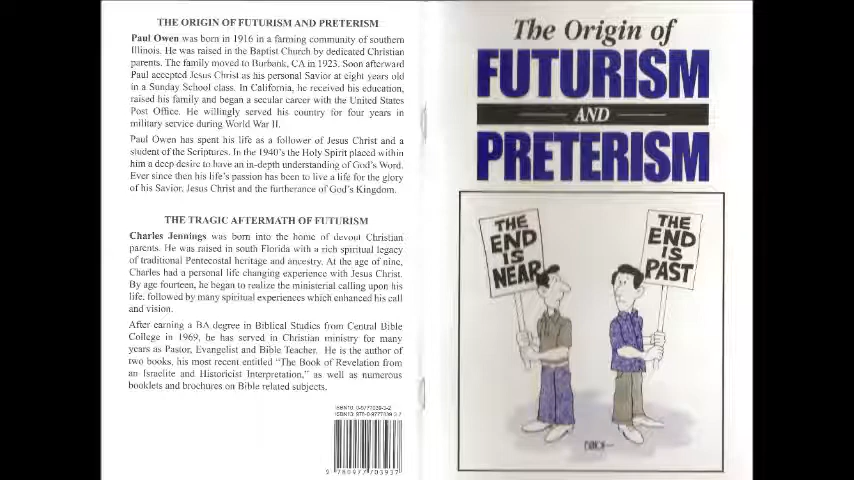 THE ORIGIN OF FUTURISM AND PRETERISM
Paul Owen was born in 1916 in a farming community of southern
Illinois. He was raised in the Baptist Church by dedicated Christian
parents. The family moved to Burbank, CA in 1923. Soon afterward
Paul accepted Jesus Christ as his personal Savior at eight years old
in a Sunday School class. In California, he received his education,
raised his family and began a secular career with the United States
Post Office. He willingly served his country for four years in
military service during World War II.
Paul Owen has spent his life as a follower of Jesus Christ and a
student of the Scriptures. In the 1940's the Holy Spirit placed within
him a deep desire to have an in-depth understanding of God's Word.
Ever since then his life's passion has been to live a life for the glory
of his Savior, Jesus Christ and the furtherance of God's Kingdom.
THE TRAGIC AFTERMATH OF FUTURISM
Charles Jennings was born into the home of devout Christian
parents. He was raised in south Florida with a rich spiritual legacy
of traditional Pentecostal heritage and ancestry. At the age of nine,
Charles had a personal life changing experience with Jesus Christ.
By age fourteen, he began to realize the ministerial calling upon his
life, followed by many spiritual experiences which enhanced his call
and vision.
After earning a BA degree in Biblical Studies from Central Bible
College in 1969, he has served in Christian ministry for many
years as Pastor, Evangelist and Bible Teacher. He is the author of
two books, his most recent entitled "The Book of Revelation from
an Israelite and Historicist Interpretation," as well as numerous
booklets and brochures on Bible related subjects.
The Origin of
FUTURISM
AND
PRETERISM
THE
END
IS
NEAR
THE
END
IS
PAST